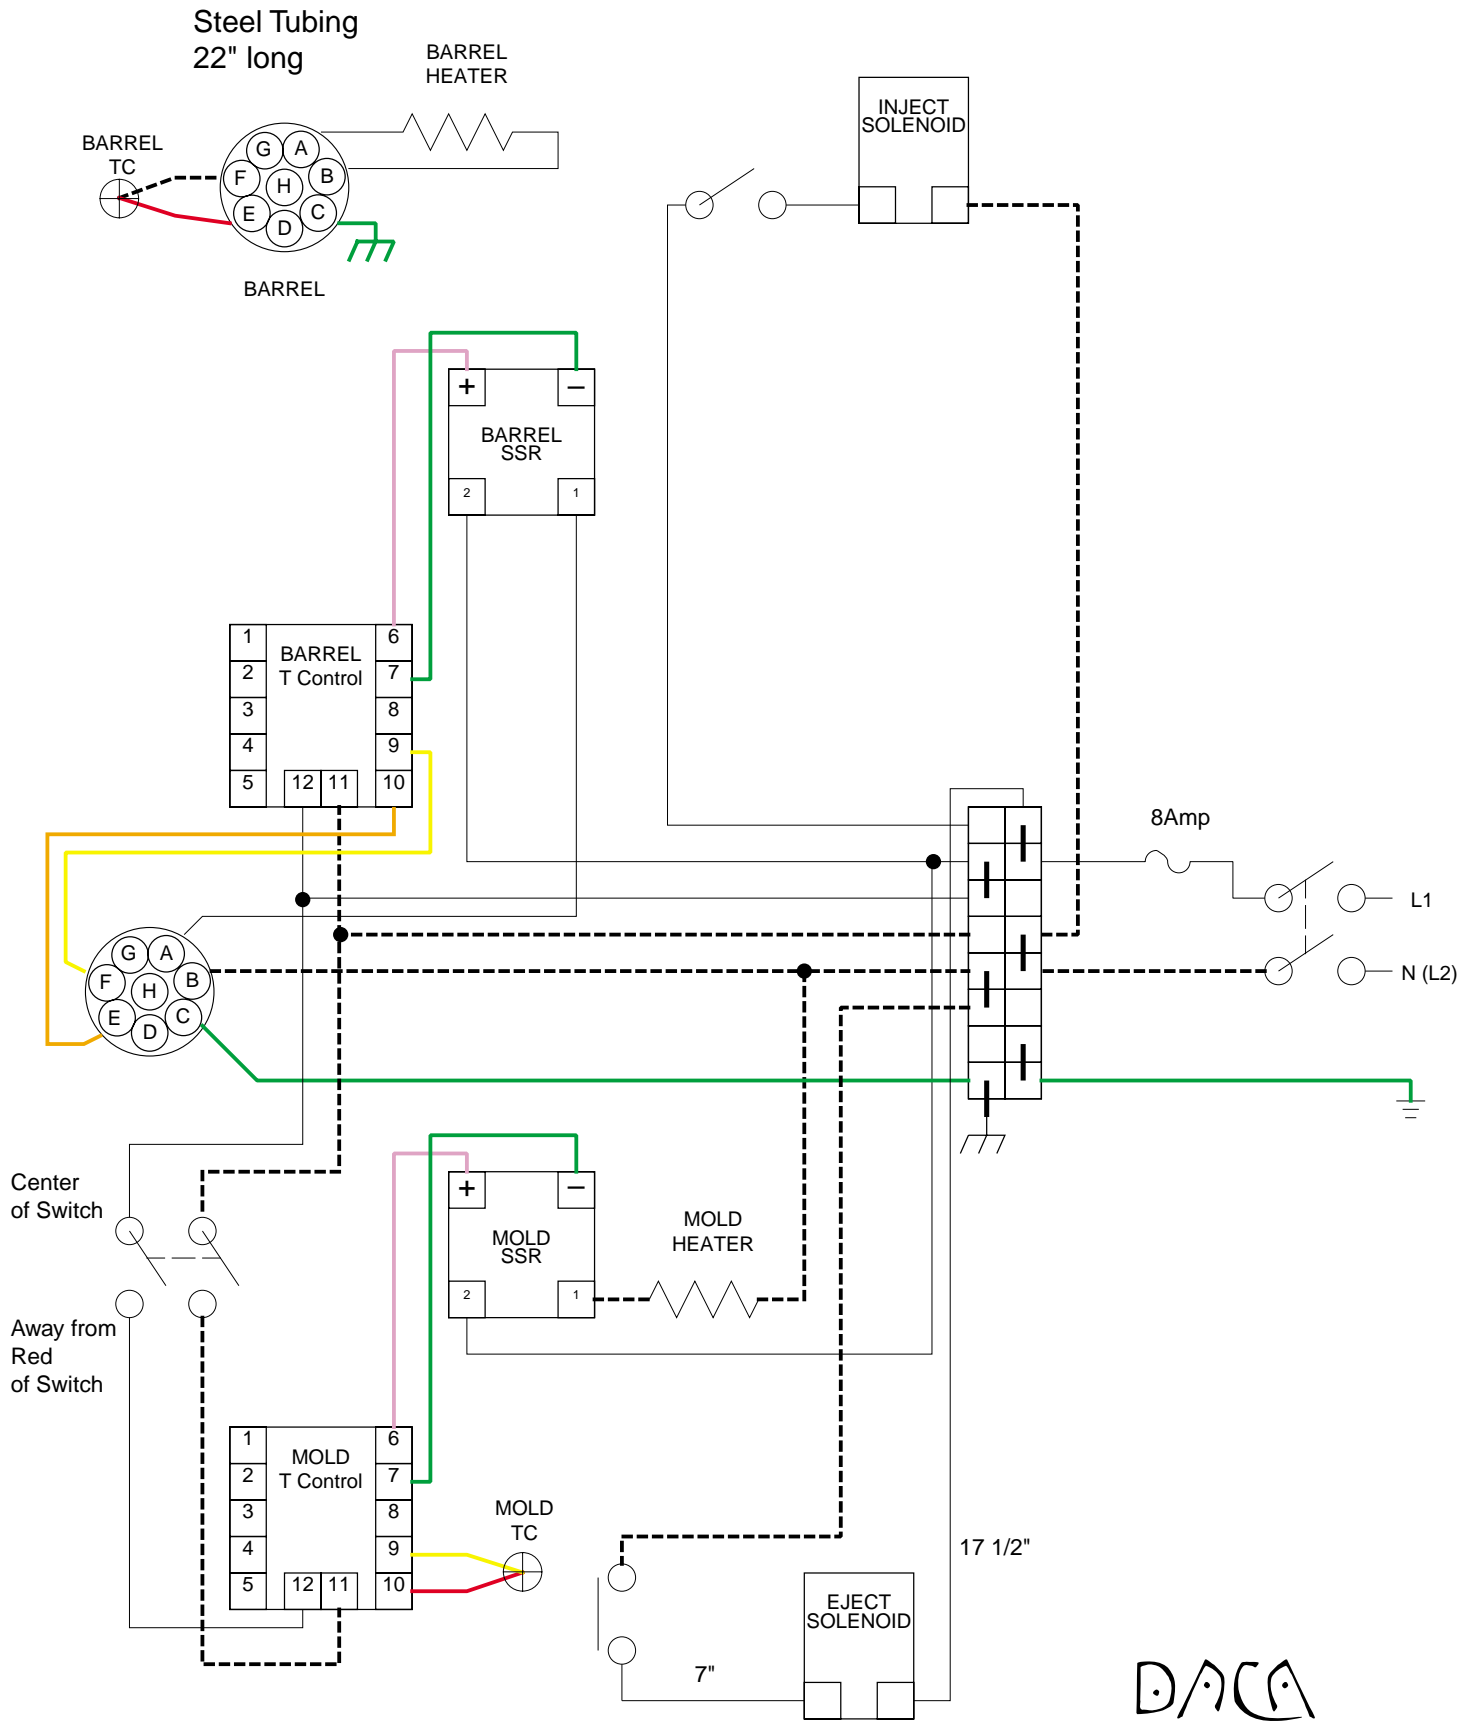 Steel Tubing
22" long
BARREL
HEATER
BARREL
TC
G
A
F
H
B
E
D
C
BARREL
INJECT
SOLENOID
+
−
BARREL
SSR
2
1
1
2
3
4
5
BARREL
T Control
12
11
6
7
8
9
10
8Amp
L1
N (L2)
G
A
F
H
B
E
D
C
Center
of Switch
Away from
Red
of Switch
+
−
MOLD
SSR
2
1
MOLD
HEATER
1
2
3
4
5
MOLD
T Control
12
11
6
7
8
9
10
MOLD
TC
17 1/2"
EJECT
SOLENOID
7"
DACA